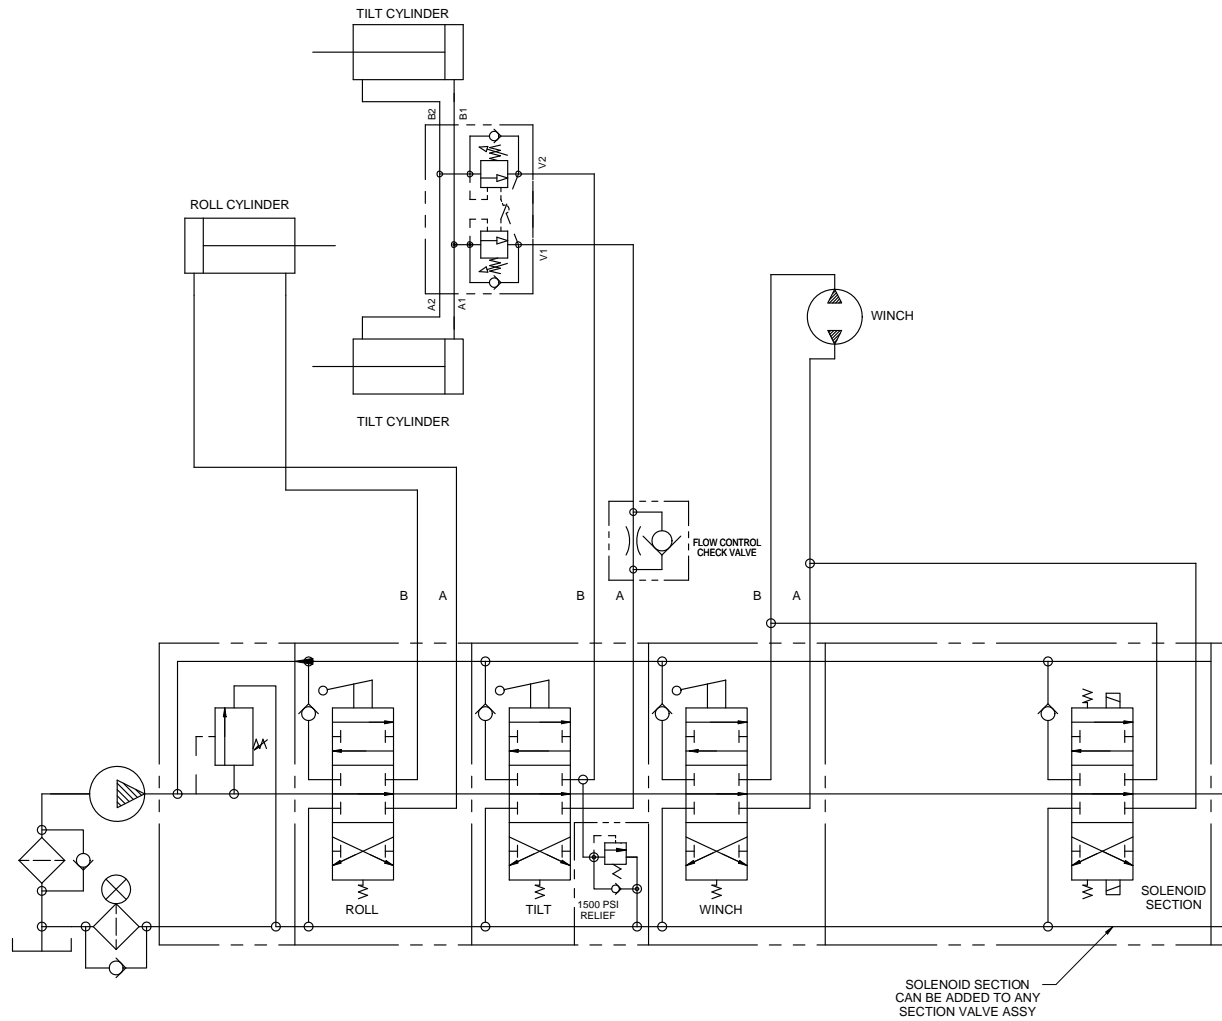 TILT CYLINDER
B2
B1
V2
ROLL CYLINDER
V1
A2
A1
WINCH
TILT CYLINDER
FLOW CONTROL
CHECK VALVE
B
A
B
A
B
A
ROLL
TILT
1500 PSI
RELIEF
WINCH
SOLENOID
SECTION
SOLENOID SECTION
CAN BE ADDED TO ANY
SECTION VALVE ASSY